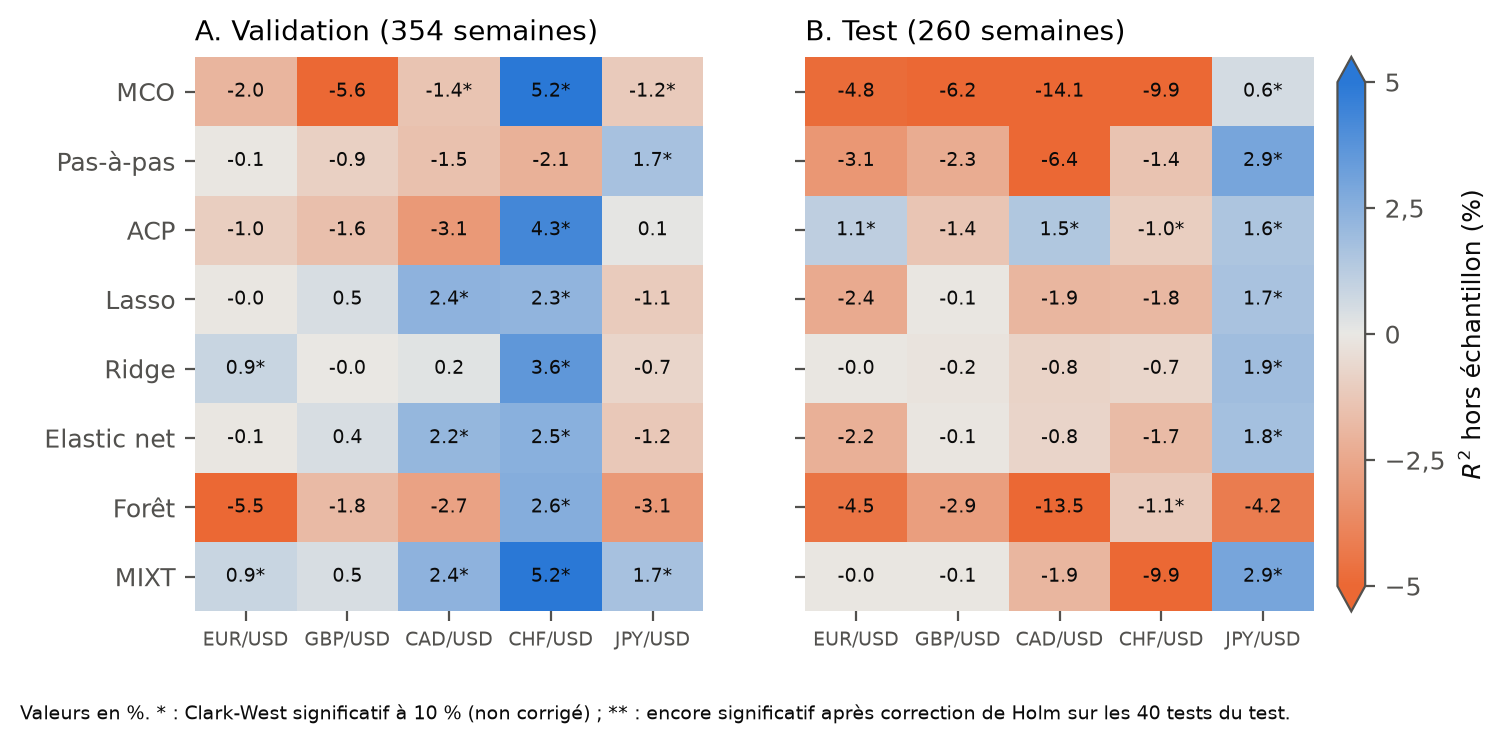 A. Validation (354 semaines)
B. Test (260 semaines)
MCO -2.0 -5.6 -1.4* 5.2* -1.2* -4.8 -6.2 -14.1 -9.9 0.6*
Pas-à-pas -0.1 -0.9 -1.5 -2.1 1.7* -3.1 -2.3 -6.4 -1.4 2.9*
ACP -1.0 -1.6 -3.1 4.3* 0.1 1.1* -1.4 1.5* -1.0* 1.6*
Lasso -0.0 0.5 2.4* 2.3* -1.1 -2.4 -0.1 -1.9 -1.8 1.7*
Ridge 0.9* -0.0 0.2 3.6* -0.7 -0.0 -0.2 -0.8 -0.7 1.9*
Elastic net -0.1 0.4 2.2* 2.5* -1.2 -2.2 -0.1 -0.8 -1.7 1.8*
Forêt -5.5 -1.8 -2.7 2.6* -3.1 -4.5 -2.9 -13.5 -1.1* -4.2
MIXT 0.9* 0.5 2.4* 5.2* 1.7* -0.0 -0.1 -1.9 -9.9 2.9*
EUR/USD GBP/USD CAD/USD CHF/USD JPY/USD EUR/USD GBP/USD CAD/USD CHF/USD JPY/USD
5
2,5
0
−2,5
−5
R² hors échantillon (%)
Valeurs en %. * : Clark-West significatif à 10 % (non corrigé) ; ** : encore significatif après correction de Holm sur les 40 tests du test.